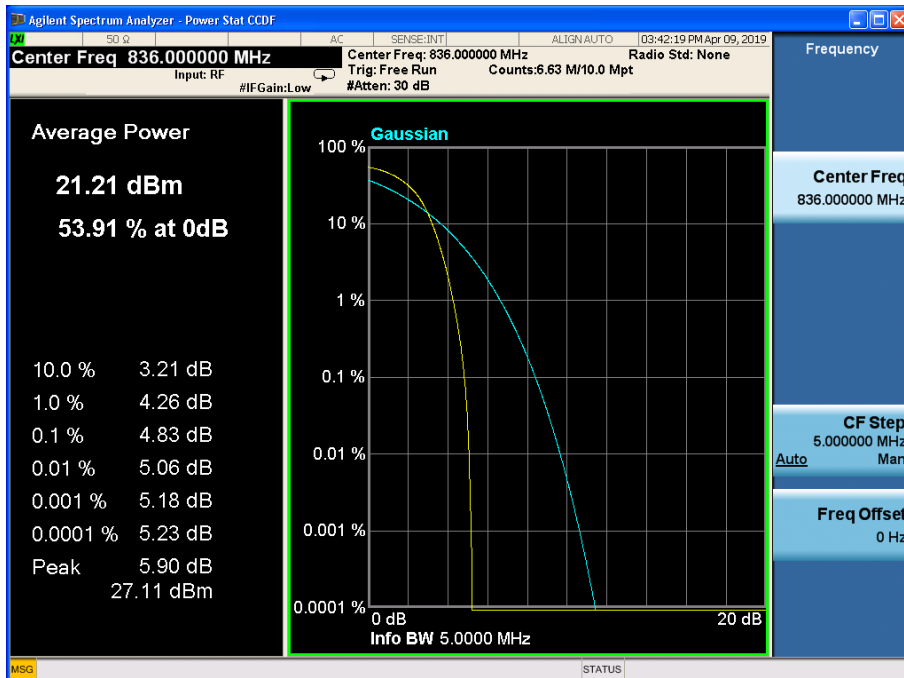 Agilent Spectrum Analyzer - Power Stat CCDF
LXI 50 Ω AC SENSE:INT ALIGN AUTO 03:42:19 PM Apr 09, 2019
Center Freq 836.000000 MHz
Input: RF
#IFGain:Low
Center Freq: 836.000000 MHz Radio Std: None
Trig: Free Run Counts:6.63 M/10.0 Mpt
#Atten: 30 dB
Average Power
21.21 dBm
53.91 % at 0dB
10.0 % 3.21 dB
1.0 % 4.26 dB
0.1 % 4.83 dB
0.01 % 5.06 dB
0.001 % 5.18 dB
0.0001 % 5.23 dB
Peak 5.90 dB
27.11 dBm
Gaussian
100 %
10 %
1 %
0.1 %
0.01 %
0.001 %
0.0001 %
0 dB 20 dB
Info BW 5.0000 MHz
Frequency
Center Freq
836.000000 MHz
CF Step
5.000000 MHz
Auto Man
Freq Offset
0 Hz
MSG STATUS